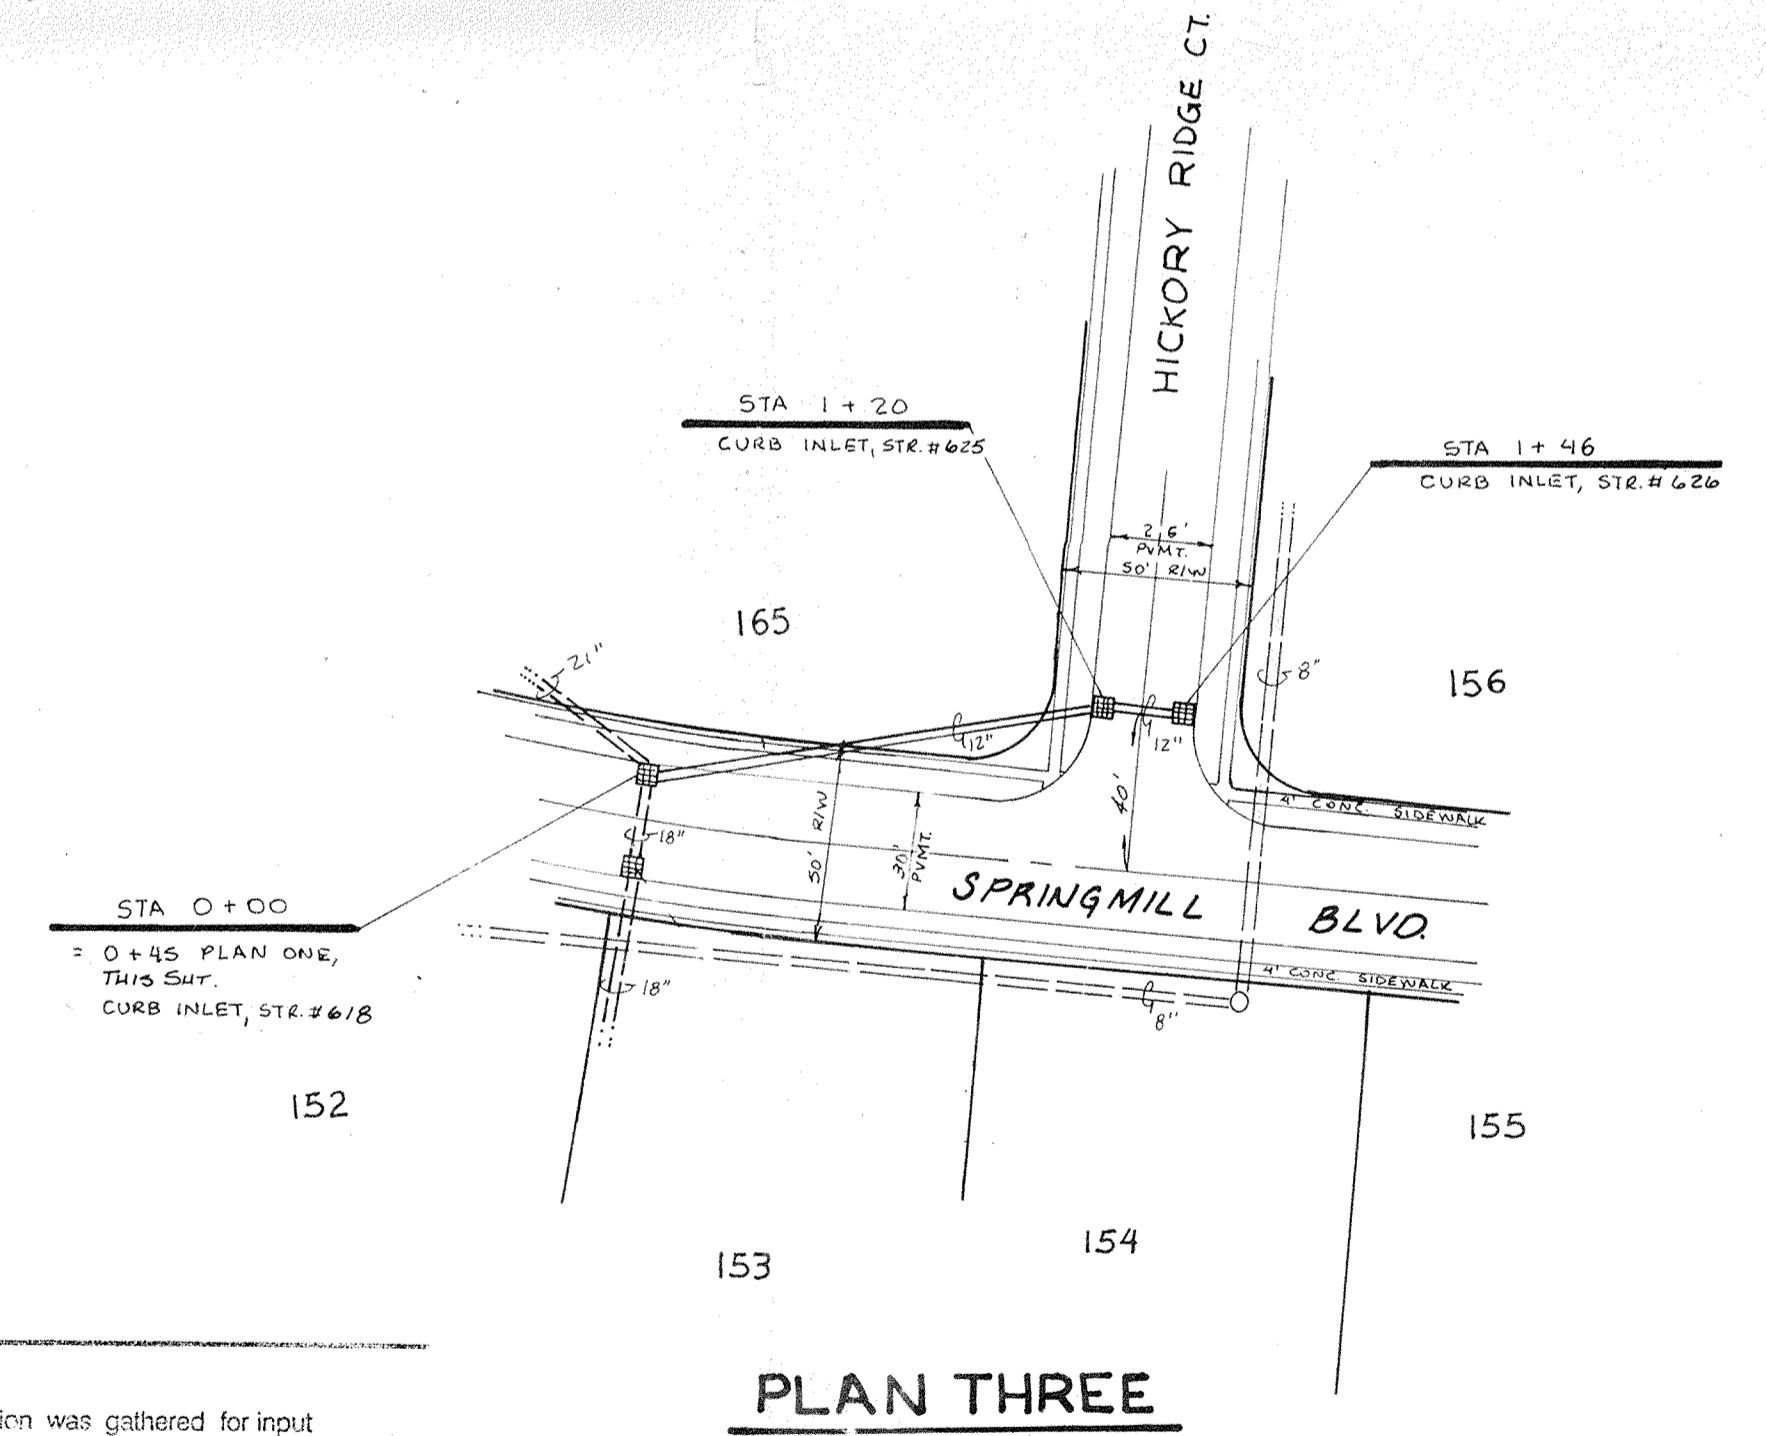 HICKORY RIDGE CT.
STA 1 + 20
CURB INLET, STR. # 625
STA 1 + 46
CURB INLET, STR. # 626
26'
PVMT.
50' R/W
165
21"
8"
156
12"
12"
40'
4' CONC. SIDEWALK
18"
50' R/W
30'
PVMT.
SPRINGMILL BLVD.
STA 0 + 00
= 0 + 45 PLAN ONE,
THIS SHT.
CURB INLET, STR. # 618
18"
4' CONC. SIDEWALK
8"
152
155
153
154
PLAN THREE
was gathered for input